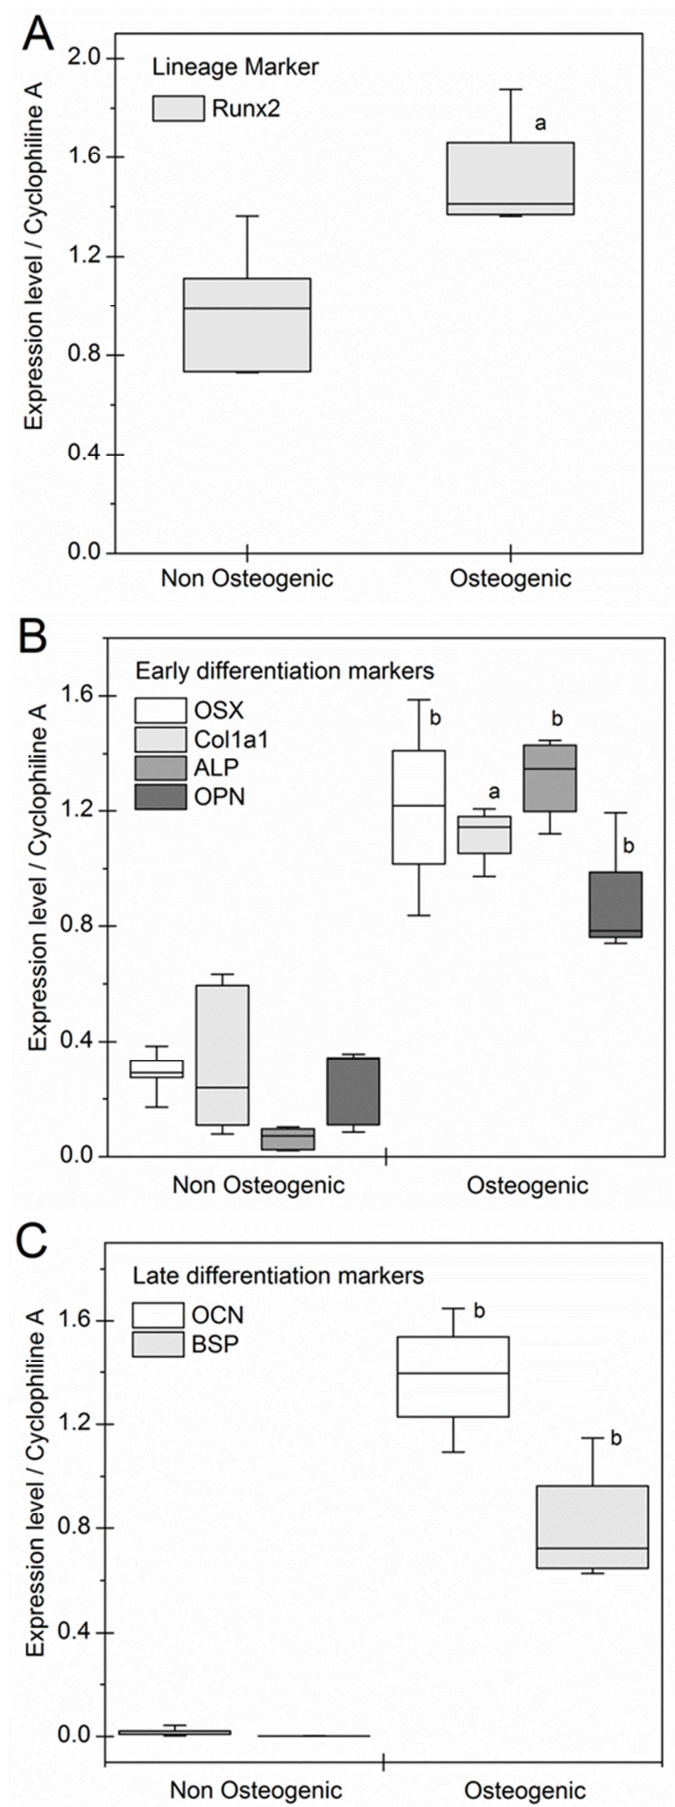 A
Expression level / Cyclophiline A
2.0
1.6
1.2
0.8
0.4
0.0
Lineage Marker
Runx2
a
Non Osteogenic
Osteogenic
B
Expression level / Cyclophiline A
1.6
1.2
0.8
0.4
0.0
Early differentiation markers
OSX
Col1a1
ALP
OPN
b
a
b
b
Non Osteogenic
Osteogenic
C
Expression level / Cyclophiline A
1.6
1.2
0.8
0.4
0.0
Late differentiation markers
OCN
BSP
b
b
Non Osteogenic
Osteogenic